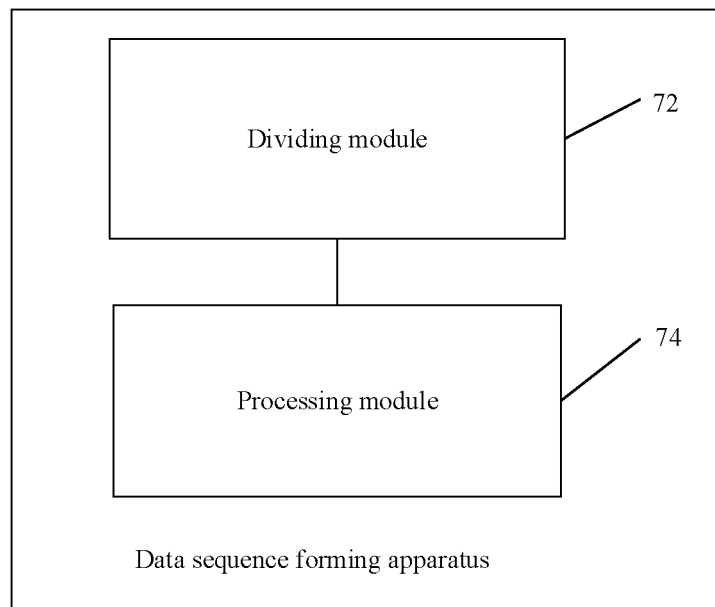 Dividing module
72
Processing module
74
Data sequence forming apparatus